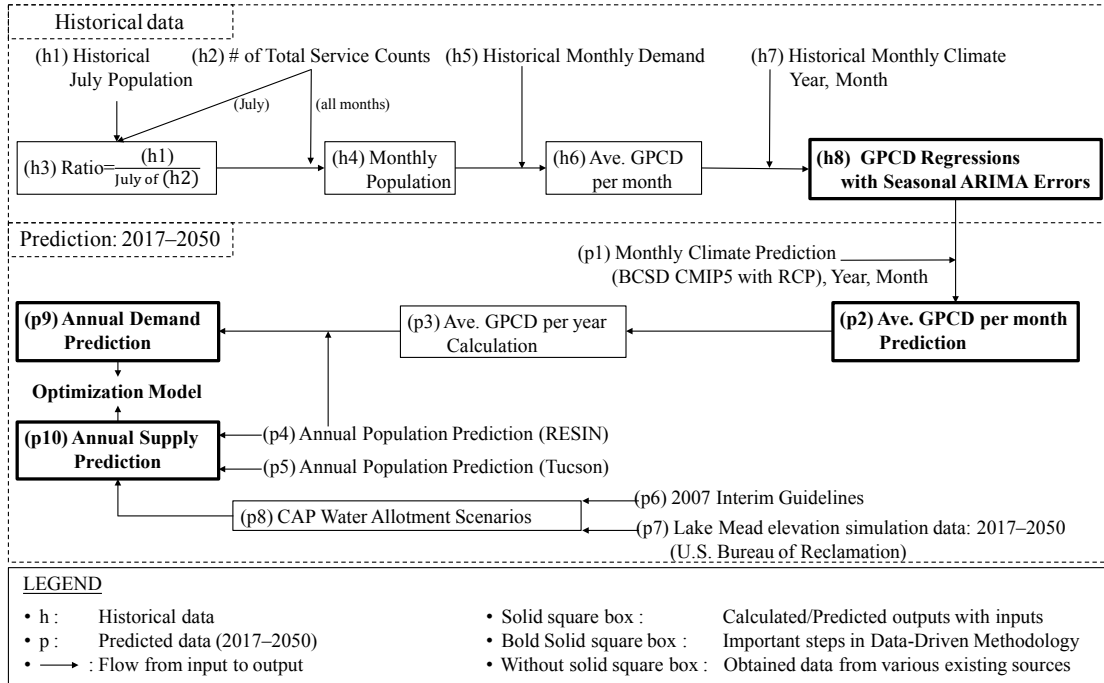 Historical data
(h1) Historical
July Population
(h2) # of Total Service Counts
(h5) Historical Monthly Demand
(h7) Historical Monthly Climate
Year, Month
(July)
(all months)
(h3) Ratio= (h1) / July of (h2)
(h4) Monthly
Population
(h6) Ave. GPCD
per month
(h8) GPCD Regressions
with Seasonal ARIMA Errors
Prediction: 2017–2050
(p1) Monthly Climate Prediction
(BCSD CMIP5 with RCP), Year, Month
(p9) Annual Demand
Prediction
(p3) Ave. GPCD per year
Calculation
(p2) Ave. GPCD per month
Prediction
Optimization Model
(p10) Annual Supply
Prediction
(p4) Annual Population Prediction (RESIN)
(p5) Annual Population Prediction (Tucson)
(p8) CAP Water Allotment Scenarios
(p6) 2007 Interim Guidelines
(p7) Lake Mead elevation simulation data: 2017–2050
(U.S. Bureau of Reclamation)
LEGEND
• h : Historical data
• p : Predicted data (2017–2050)
• : Flow from input to output
• Solid square box : Calculated/Predicted outputs with inputs
• Bold Solid square box : Important steps in Data-Driven Methodology
• Without solid square box : Obtained data from various existing sources